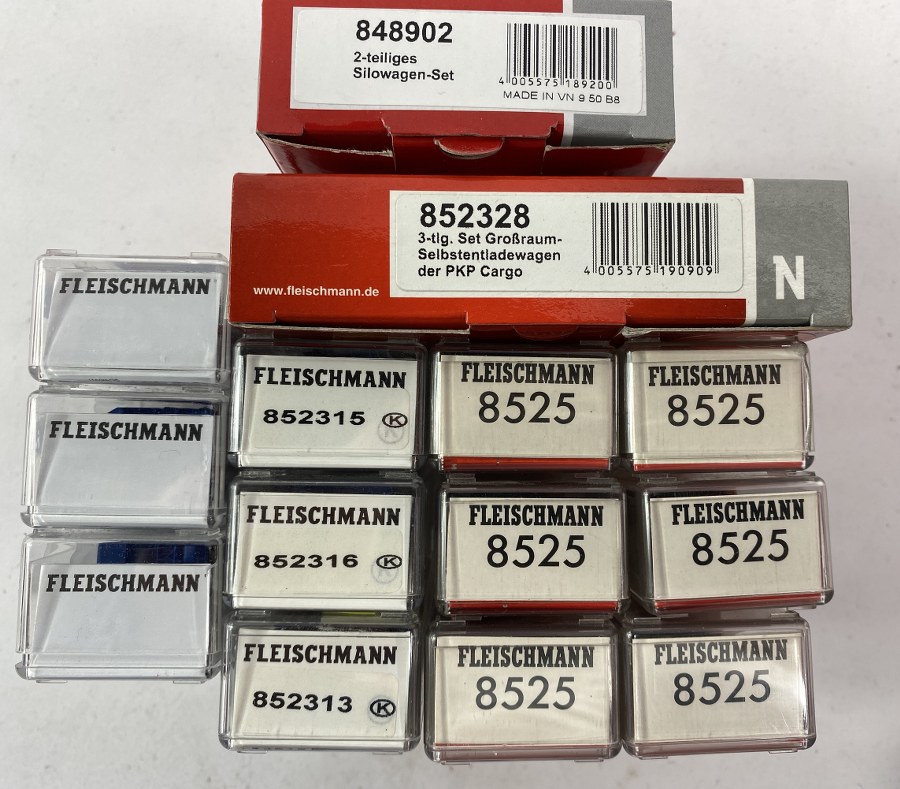 848902
2-teiliges
Silowagen-Set
4 005575 189200
MADE IN VN 9 50 B8
852328
3-tlg. Set Großraum-
Selbstentladewagen
der PKP Cargo
4 005575 190909
www.fleischmann.de
N
FLEISCHMANN
FLEISCHMANN
FLEISCHMANN
FLEISCHMANN
852315 K
FLEISCHMANN
8525
FLEISCHMANN
8525
FLEISCHMANN
852316 K
FLEISCHMANN
8525
FLEISCHMANN
8525
FLEISCHMANN
852313 K
FLEISCHMANN
8525
FLEISCHMANN
8525